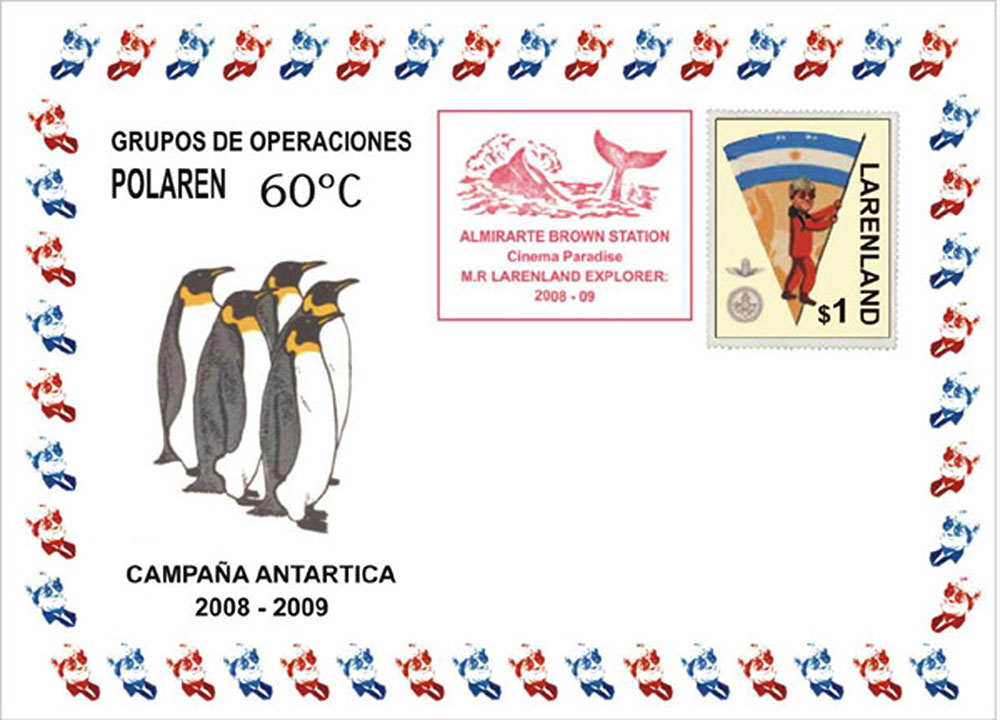 GRUPOS DE OPERACIONES
POLAREN 60ºC
ALMIRARTE BROWN STATION
Cinema Paradise
M.R LARENLAND EXPLORER:
2008 - 09
LARENLAND
$1
CAMPAÑA ANTARTICA
2008 - 2009